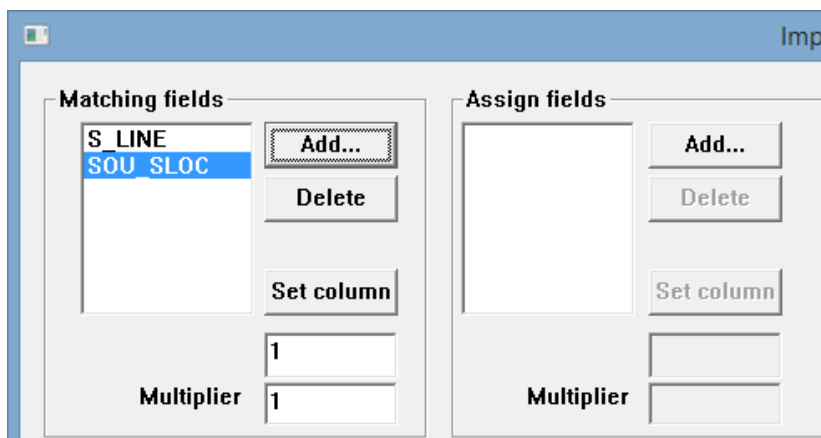 Imp
Matching fields
S_LINE
SOU_SLOC
Add...
Delete
Set column
1
Multiplier 1
Assign fields
Add...
Delete
Set column
Multiplier